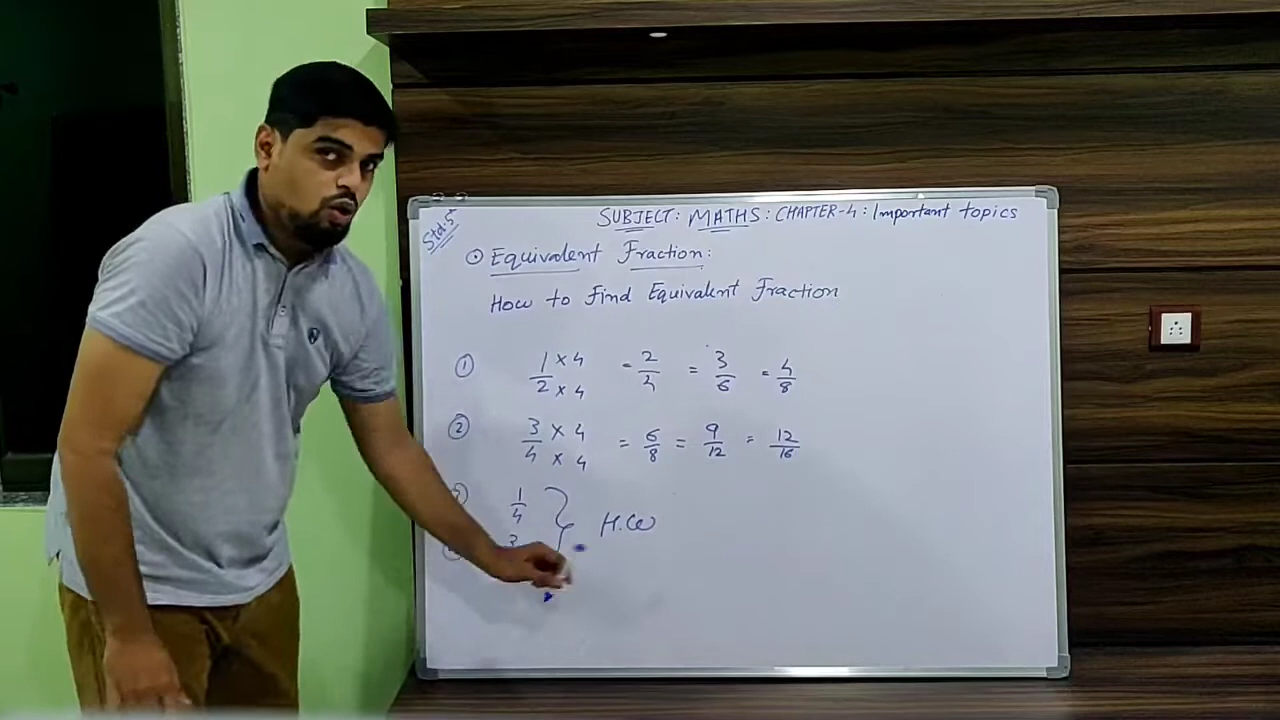 Std:5
SUBJECT: MATHS: CHAPTER-4: Important topics
Equivalent Fraction:
How to Find Equivalent Fraction
① 1/2 × 4/× 4 = 2/4 = 3/6 = 4/8
② 3/4 × 4/× 4 = 6/8 = 9/12 = 12/16
1/4 } H.W
3